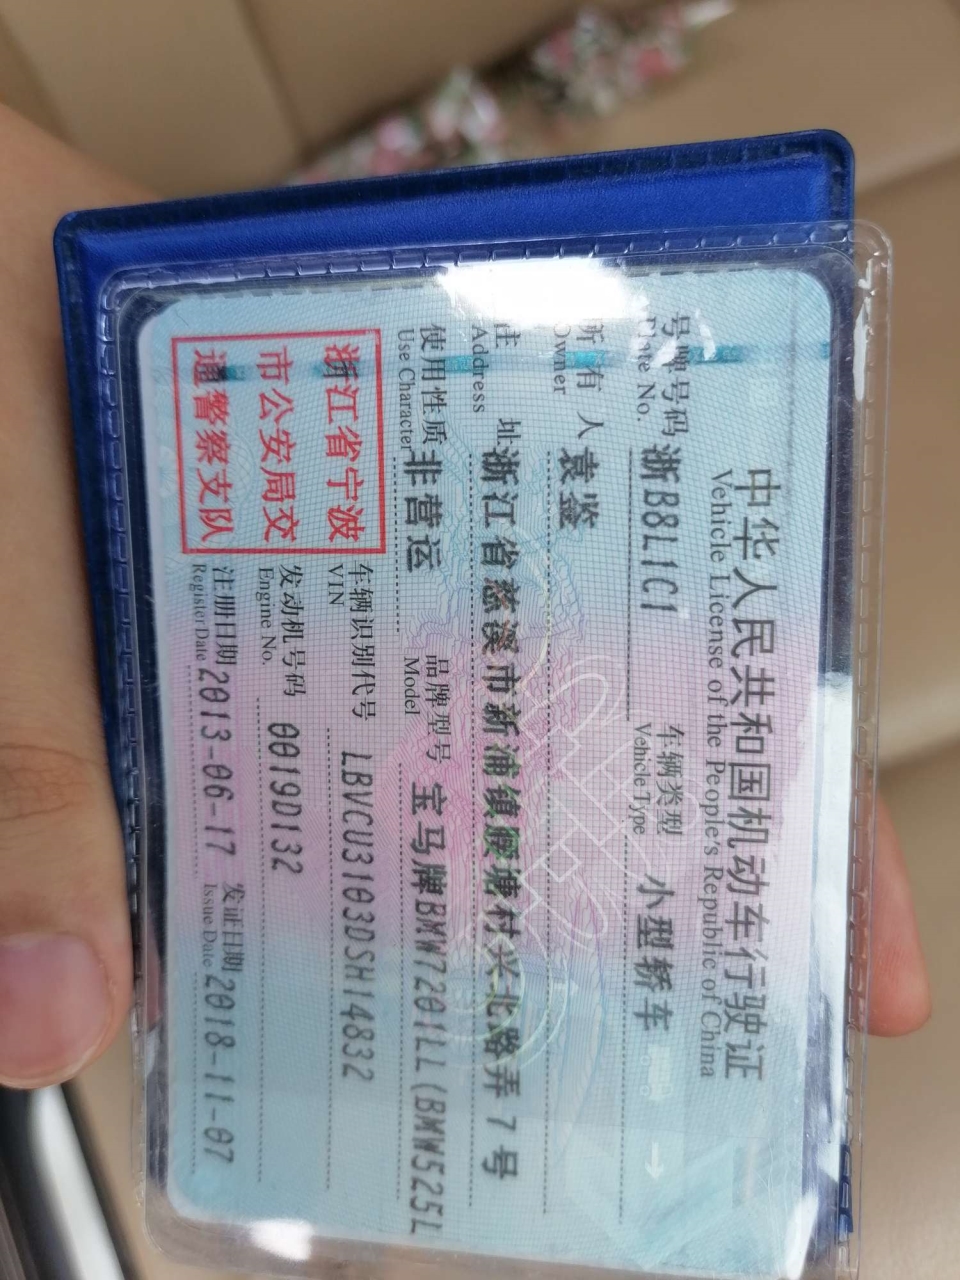 中华人民共和国机动车行驶证
Vehicle License of the People's Republic of China
号牌号码 浙B8L1C1 车辆类型 小型轿车
Plate No. Vehicle Type
所有人 袁鉴
Owner
住址 浙江省慈溪市新浦镇腰塘村兴北路弄7号
Address
使用性质 非营运 品牌型号 宝马牌BMW7201LL(BMW525L
Use Character Model
浙江省宁波
市公安局交
通警察支队
车辆识别代号 LBVCU3103DSH14832
VIN
发动机号码 0019D132
Engine No.
注册日期 2013-06-17 发证日期 2018-11-07
Register Date Issue Date